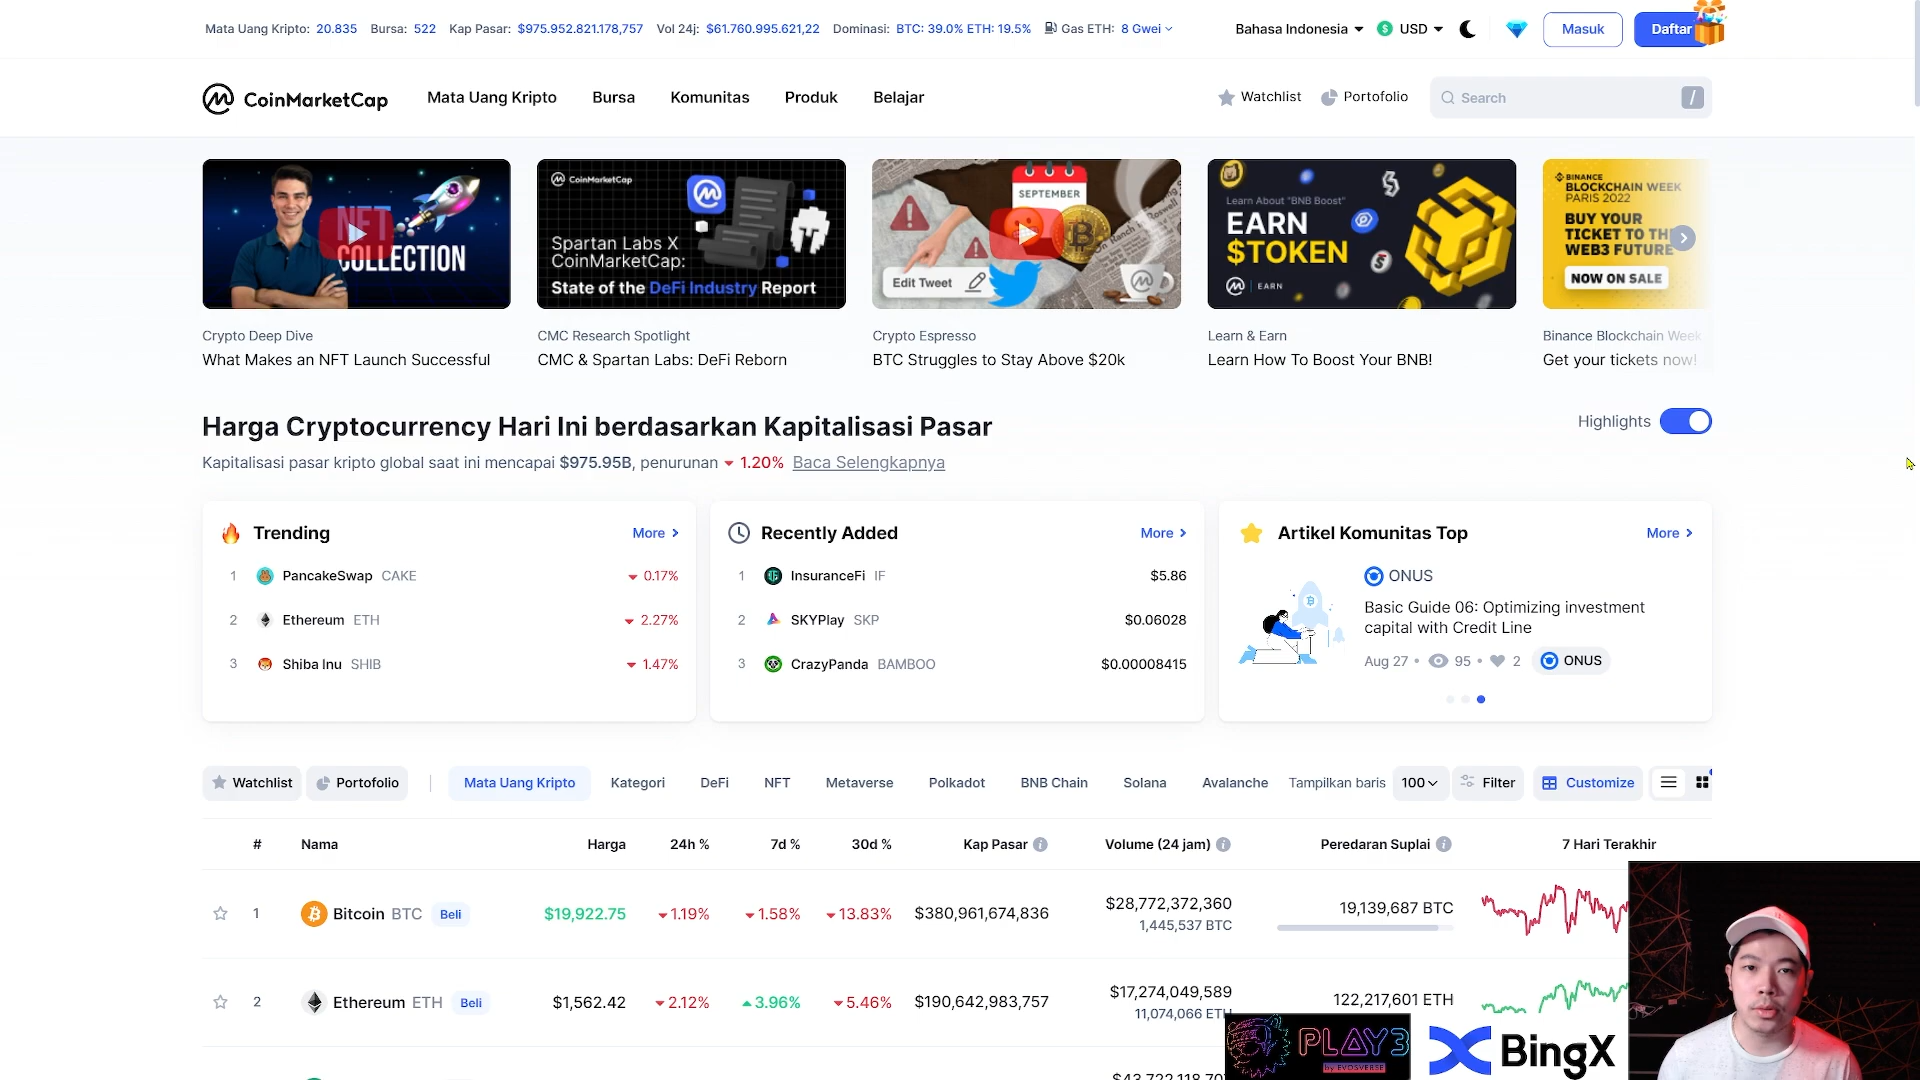 Mata Uang Kripto: 20.835 Bursa: 522 Kap Pasar: $975.952.821.178,757 Vol 24j: $61.760.995.621,22 Dominasi: BTC: 39.0% ETH: 19.5% Gas ETH: 8 Gwei
Bahasa Indonesia USD Masuk Daftar
CoinMarketCap Mata Uang Kripto Bursa Komunitas Produk Belajar Watchlist Portofolio Search /
NFT
COLLECTION
Crypto Deep Dive
What Makes an NFT Launch Successful
CoinMarketCap
Spartan Labs X
CoinMarketCap:
State of the DeFi Industry Report
CMC Research Spotlight
CMC & Spartan Labs: DeFi Reborn
SEPTEMBER
Edit Tweet
Crypto Espresso
BTC Struggles to Stay Above $20k
Learn About "BNB Boost"
EARN
$TOKEN
EARN
Learn & Earn
Learn How To Boost Your BNB!
BINANCE
BLOCKCHAIN WEEK
PARIS 2022
BUY YOUR
TICKET TO THE
WEB3 FUTURE
NOW ON SALE
Binance Blockchain Week
Get your tickets now!
Harga Cryptocurrency Hari Ini berdasarkan Kapitalisasi Pasar
Highlights
Kapitalisasi pasar kripto global saat ini mencapai $975.95B, penurunan 1.20% Baca Selengkapnya
Trending More
1 PancakeSwap CAKE 0.17%
2 Ethereum ETH 2.27%
3 Shiba Inu SHIB 1.47%
Recently Added More
1 InsuranceFi IF $5.86
2 SKYPlay SKP $0.06028
3 CrazyPanda BAMBOO $0.00008415
Artikel Komunitas Top More
ONUS
Basic Guide 06: Optimizing investment
capital with Credit Line
Aug 27 • 95 • 2 ONUS
Watchlist Portofolio Mata Uang Kripto Kategori DeFi NFT Metaverse Polkadot BNB Chain Solana Avalanche Tampilkan baris 100 Filter Customize
# Nama Harga 24h % 7d % 30d % Kap Pasar Volume (24 jam) Peredaran Suplai 7 Hari Terakhir
1 Bitcoin BTC Beli $19,922.75 1.19% 1.58% 13.83% $380,961,674,836 $28,772,372,360 19,139,687 BTC
1,445,537 BTC
2 Ethereum ETH Beli $1,562.42 2.12% 3.96% 5.46% $190,642,983,757 $17,274,049,589 122,217,601 ETH
11,074,066 ETH
PLAY3
by EVOSVERSE
BingX